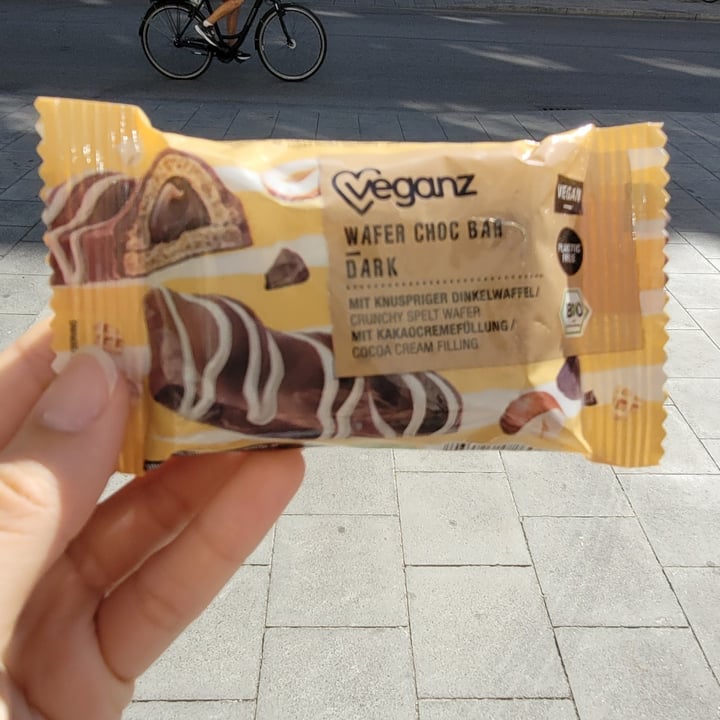 Veganz
WAFER CHOC BAR
DARK
MIT KNUSPRIGER DINKELWAFFEL/
CRUNCHY SPELT WAFER
MIT KAKAOCREMEFÜLLUNG/
COCOA CREAM FILLING
VEGAN
PLASTIC
FREE
BIO